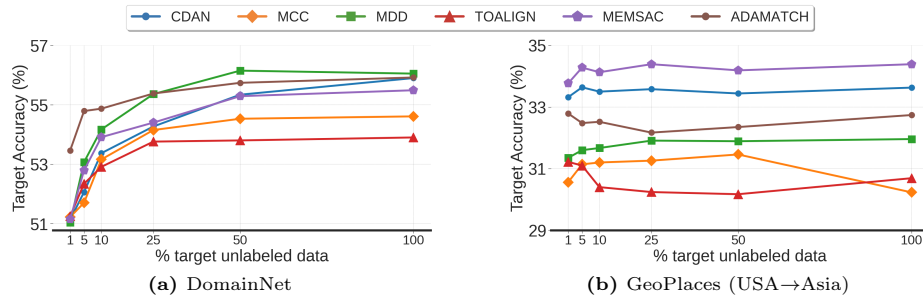 CDAN MCC MDD TOALIGN MEMSAC ADAMATCH
Target Accuracy (%)
57
55
53
51
1 5 10 25 50 100
% target unlabeled data
(a) DomainNet
Target Accuracy (%)
35
33
31
29
1 5 10 25 50 100
% target unlabeled data
(b) GeoPlaces (USA→Asia)